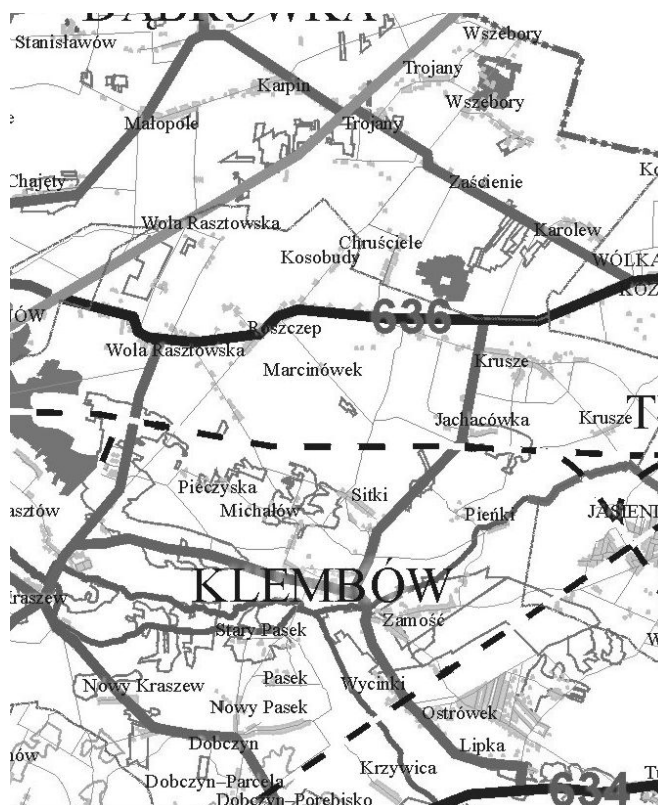 DĄBRÓWKA
Stanisławów
Wszebory
Trojany
Karpin
Wszebory
Małopole
Trojany
Chajęty
Zaścienie
Wola Rasztowska
Karolew
Chruściele
Kosobudy
WÓLKA
636
Roszczep
Wola Rasztowska
Marcinówek
Krusze
Jachacówka
Krusze
Pieczyska
Sitki
Michałów
Pieńki
KLEMBÓW
Zamość
Stary Pasek
Pasek
Wycinki
Nowy Kraszew
Nowy Pasek
Ostrówek
Dobczyn
Lipka
Krzywica
Dobczyn-Parcela
634